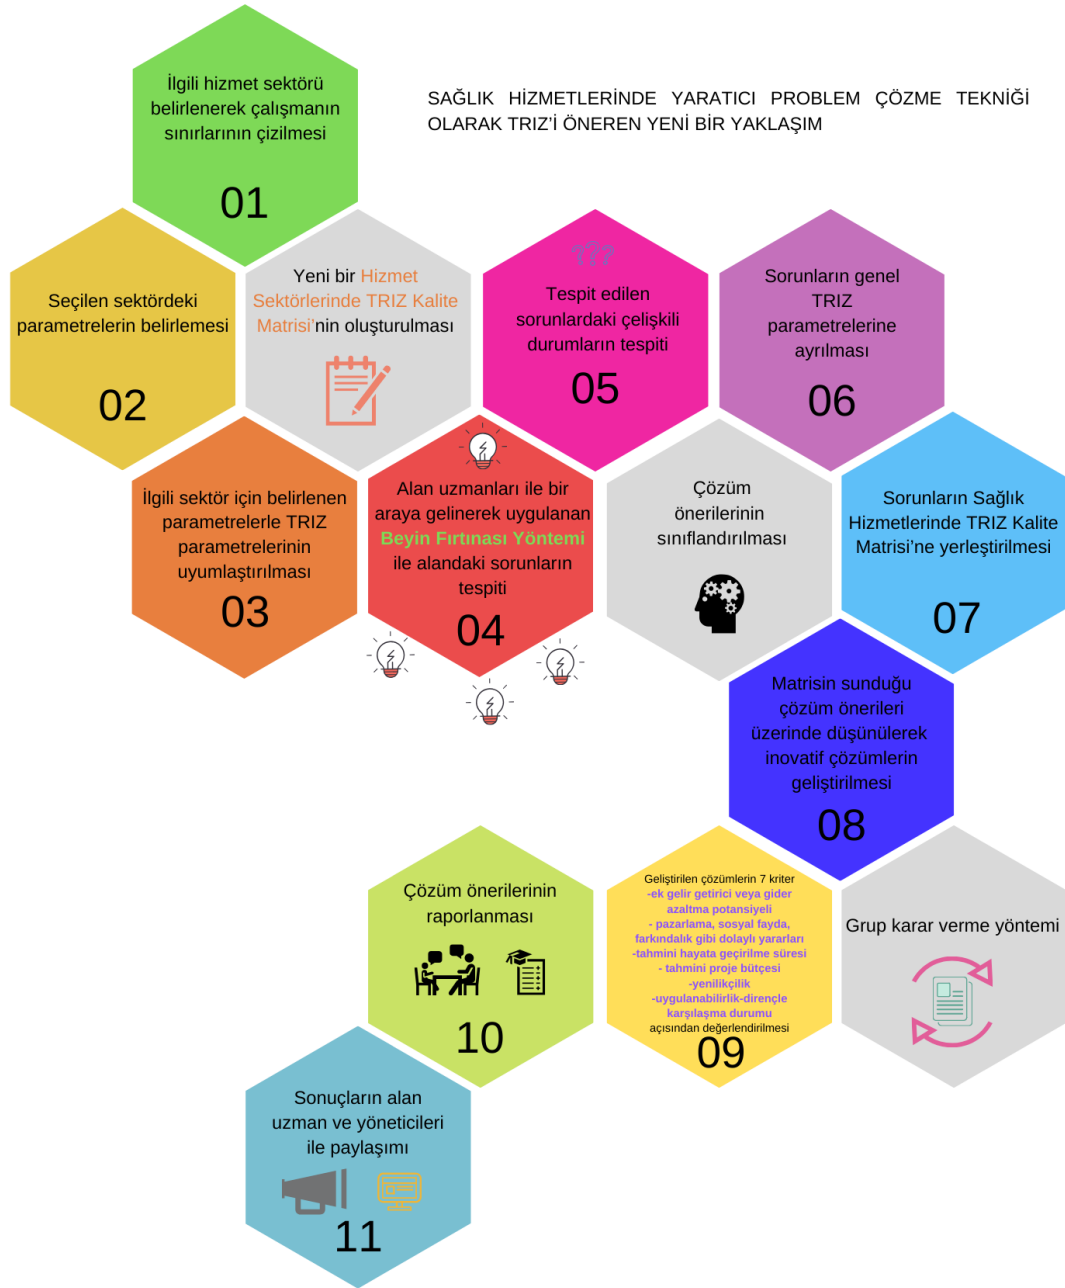 SAĞLIK HİZMETLERİNDE YARATICI PROBLEM ÇÖZME TEKNİĞİ
OLARAK TRIZ’İ ÖNEREN YENİ BİR YAKLAŞIM
İlgili hizmet sektörü
belirlenerek çalışmanın
sınırlarının çizilmesi
01
Seçilen sektördeki
parametrelerin belirlemesi
02
Yeni bir Hizmet
Sektörlerinde TRIZ Kalite
Matrisi’nin oluşturulması
İlgili sektör için belirlenen
parametrelerle TRIZ
parametrelerinin
uyumlaştırılması
03
Alan uzmanları ile bir
araya gelinerek uygulanan
Beyin Fırtınası Yöntemi
ile alandaki sorunların
tespiti
04
???
Tespit edilen
sorunlardaki çelişkili
durumların tespiti
05
Sorunların genel
TRIZ
parametrelerine
ayrılması
06
Çözüm
önerilerinin
sınıflandırılması
Sorunların Sağlık
Hizmetlerinde TRIZ Kalite
Matrisi’ne yerleştirilmesi
07
Matrisin sunduğu
çözüm önerileri
üzerinde düşünülerek
inovatif çözümlerin
geliştirilmesi
08
Grup karar verme yöntemi
Geliştirilen çözümlerin 7 kriter
-ek gelir getirici veya gider
azaltma potansiyeli
- pazarlama, sosyal fayda,
farkındalık gibi dolaylı yararları
-tahmini hayata geçirilme süresi
- tahmini proje bütçesi
-yenilikçilik
-uygulanabilirlik-dirençle
karşılaşma durumu
açısından değerlendirilmesi
09
Çözüm önerilerinin
raporlanması
10
Sonuçların alan
uzman ve yöneticileri
ile paylaşımı
11